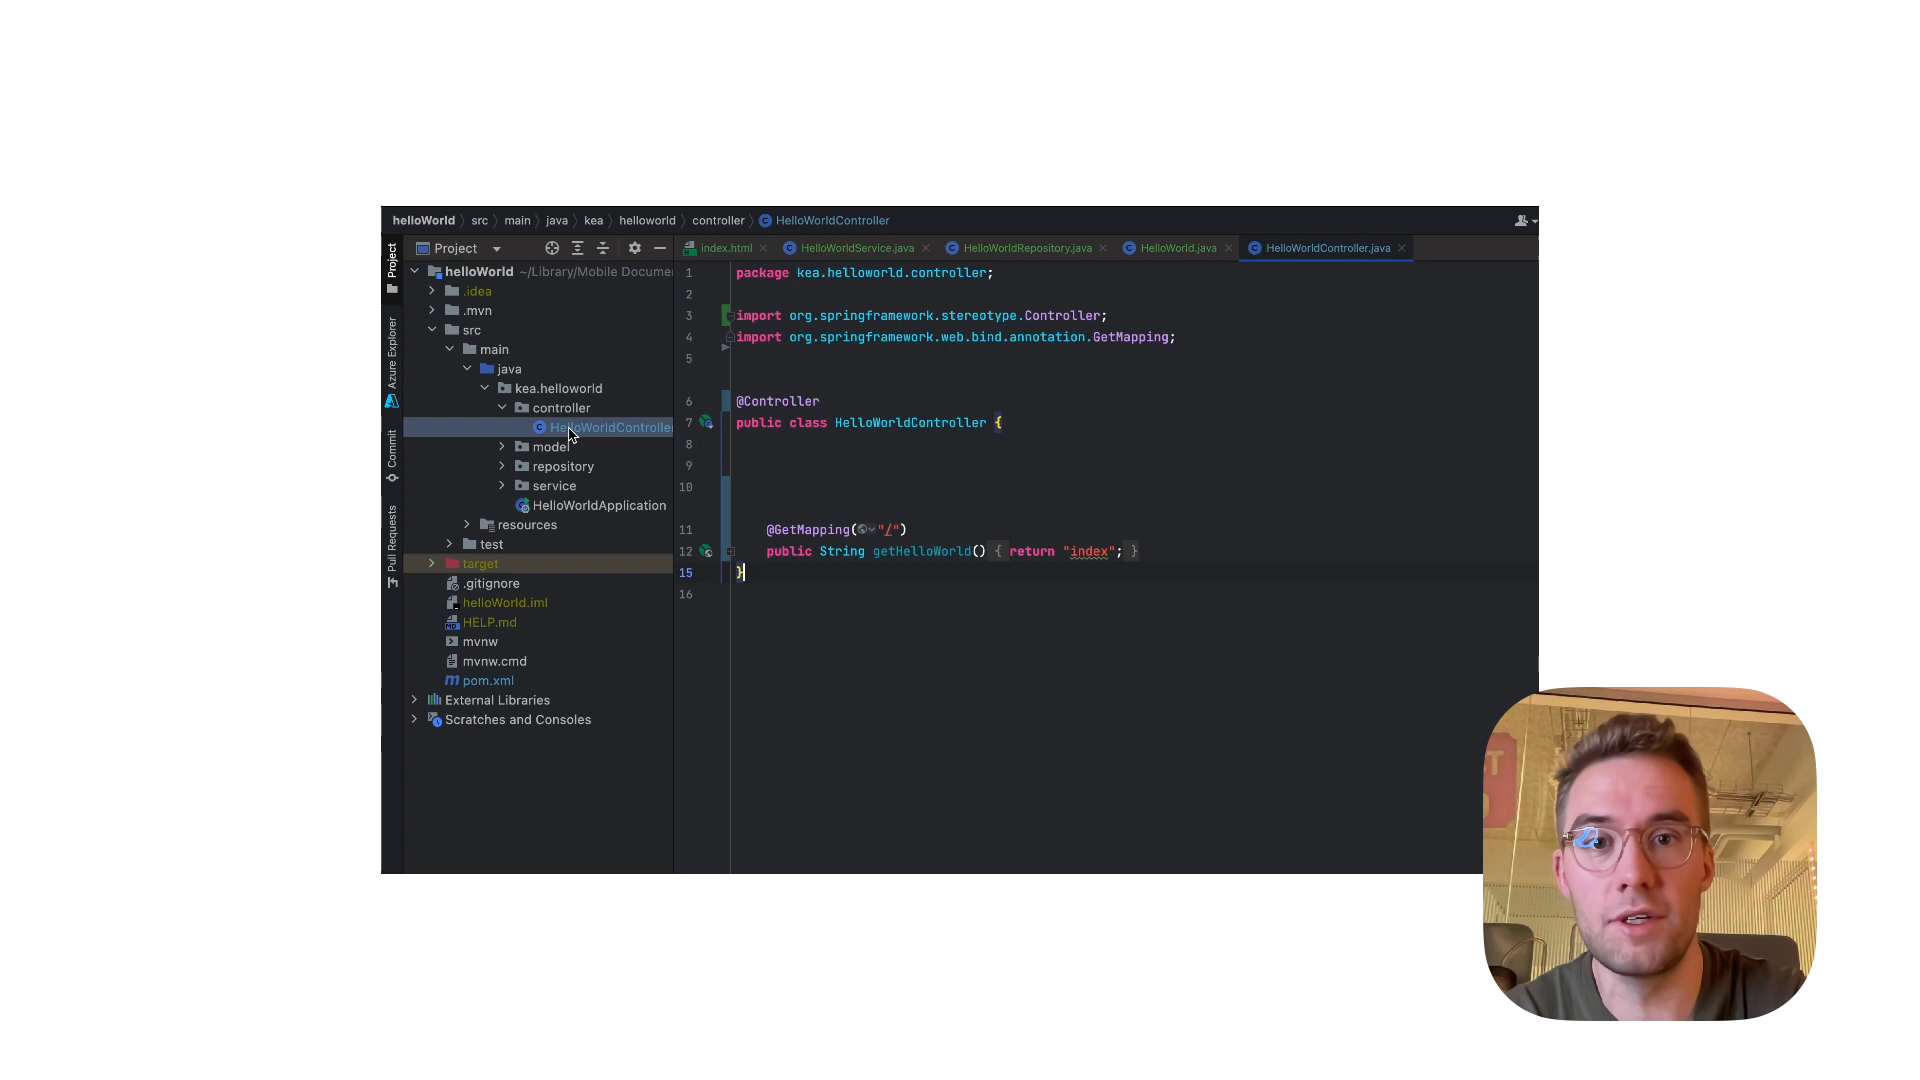 helloWorld src main java kea helloworld controller HelloWorldController
Project
index.html HelloWorldService.java HelloWorldRepository.java HelloWorld.java HelloWorldController.java
Project
Azure Explorer
Commit
Pull Requests
helloWorld ~/Library/Mobile Docume
.idea
.mvn
src
main
java
kea.helloworld
controller
HelloWorldController
model
repository
service
HelloWorldApplication
resources
test
target
.gitignore
helloWorld.iml
HELP.md
mvnw
mvnw.cmd
pom.xml
External Libraries
Scratches and Consoles
1 package kea.helloworld.controller;
2
3 import org.springframework.stereotype.Controller;
4 import org.springframework.web.bind.annotation.GetMapping;
5
6 @Controller
7 public class HelloWorldController {
8
9
10
11 @GetMapping("/")
12 public String getHelloWorld() { return "index"; }
15 }
16